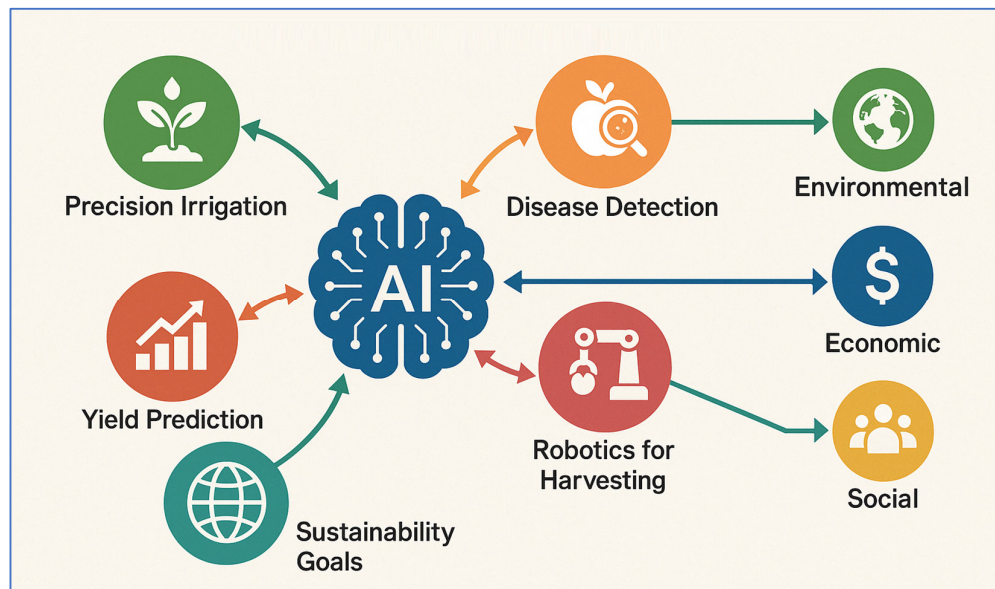 Precision Irrigation
Disease Detection
Environmental
AI
$
Economic
Yield Prediction
Robotics for
Harvesting
Social
Sustainability
Goals